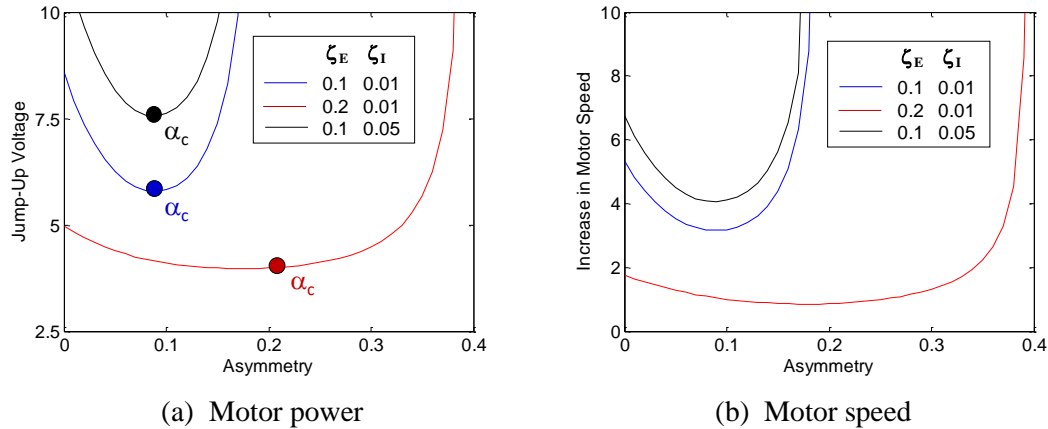 10
7.5
5
2.5
Jump-Up Voltage
ζE ζI
0.1 0.01
0.2 0.01
0.1 0.05
αc
αc
αc
0 0.1 0.2 0.3 0.4
Asymmetry
(a) Motor power
10
8
6
4
2
0
Increase in Motor Speed
ζE ζI
0.1 0.01
0.2 0.01
0.1 0.05
0 0.1 0.2 0.3 0.4
Asymmetry
(b) Motor speed